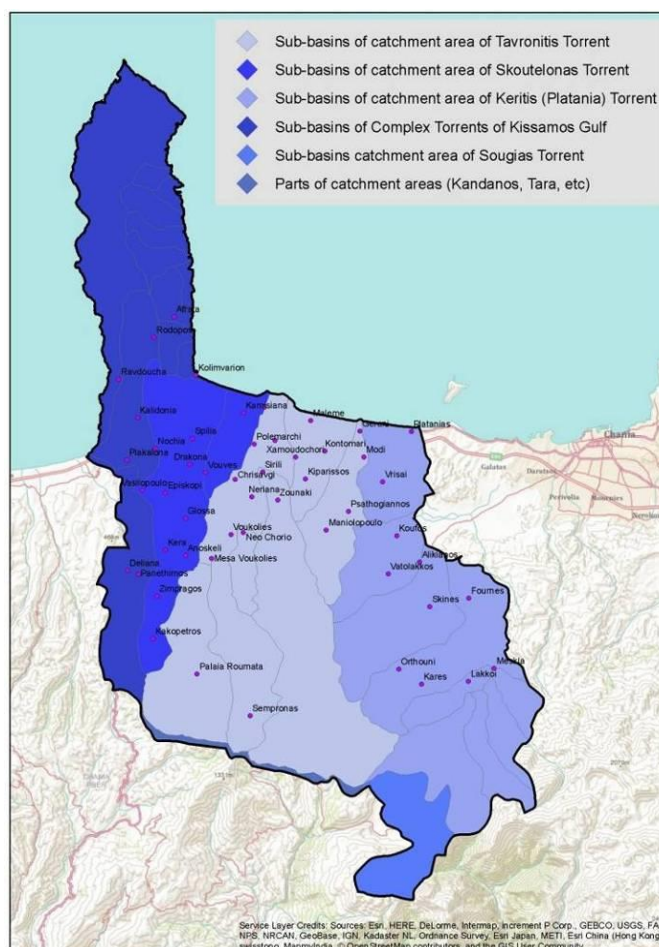 Sub-basins of catchment area of Tavronitis Torrent
Sub-basins of catchment area of Skoutelonas Torrent
Sub-basins of catchment area of Keritis (Platania) Torrent
Sub-basins of Complex Torrents of Kissamos Gulf
Sub-basins catchment area of Sougias Torrent
Parts of catchment areas (Kandanos, Tara, etc)
Afrata
Rodopos
Kolimvarion
Ravdoucha
Kalidonia
Kamisiana
Maleme
Gerani
Platanias
Chania
Spilia
Nochia
Polemarchi
Kontomari
Xamoudochori
Modi
Galatas
Daratsos
Plakalona
Drakona
Vouves
Sirili
Chrisavgi
Kiparissos
Vrisai
Perivolia
Vasilopoulo
Episkopi
Neriana
Zounaki
Glossa
Psathogiannos
Maniolopoulo
Voukolies
Neo Chorio
Koufos
Kera
Anoskeli
Mesa Voukolies
Alikianos
Deliana
Panethimos
Vatolakkos
Zimpragos
Skines
Fournes
Kakopetros
Palaia Roumata
Orthouni
Meskla
Kares
Lakkoi
Sempronas
1331m
Service Layer Credits: Sources: Esri, HERE, DeLorme, Intermap, increment P Corp., GEBCO, USGS, FA
NPS, NRCAN, GeoBase, IGN, Kadaster NL, Ordnance Survey, Esri Japan, METI, Esri China (Hong Kong
swisstopo, MapmyIndia, © OpenStreetMap contributors, and the GIS User Community